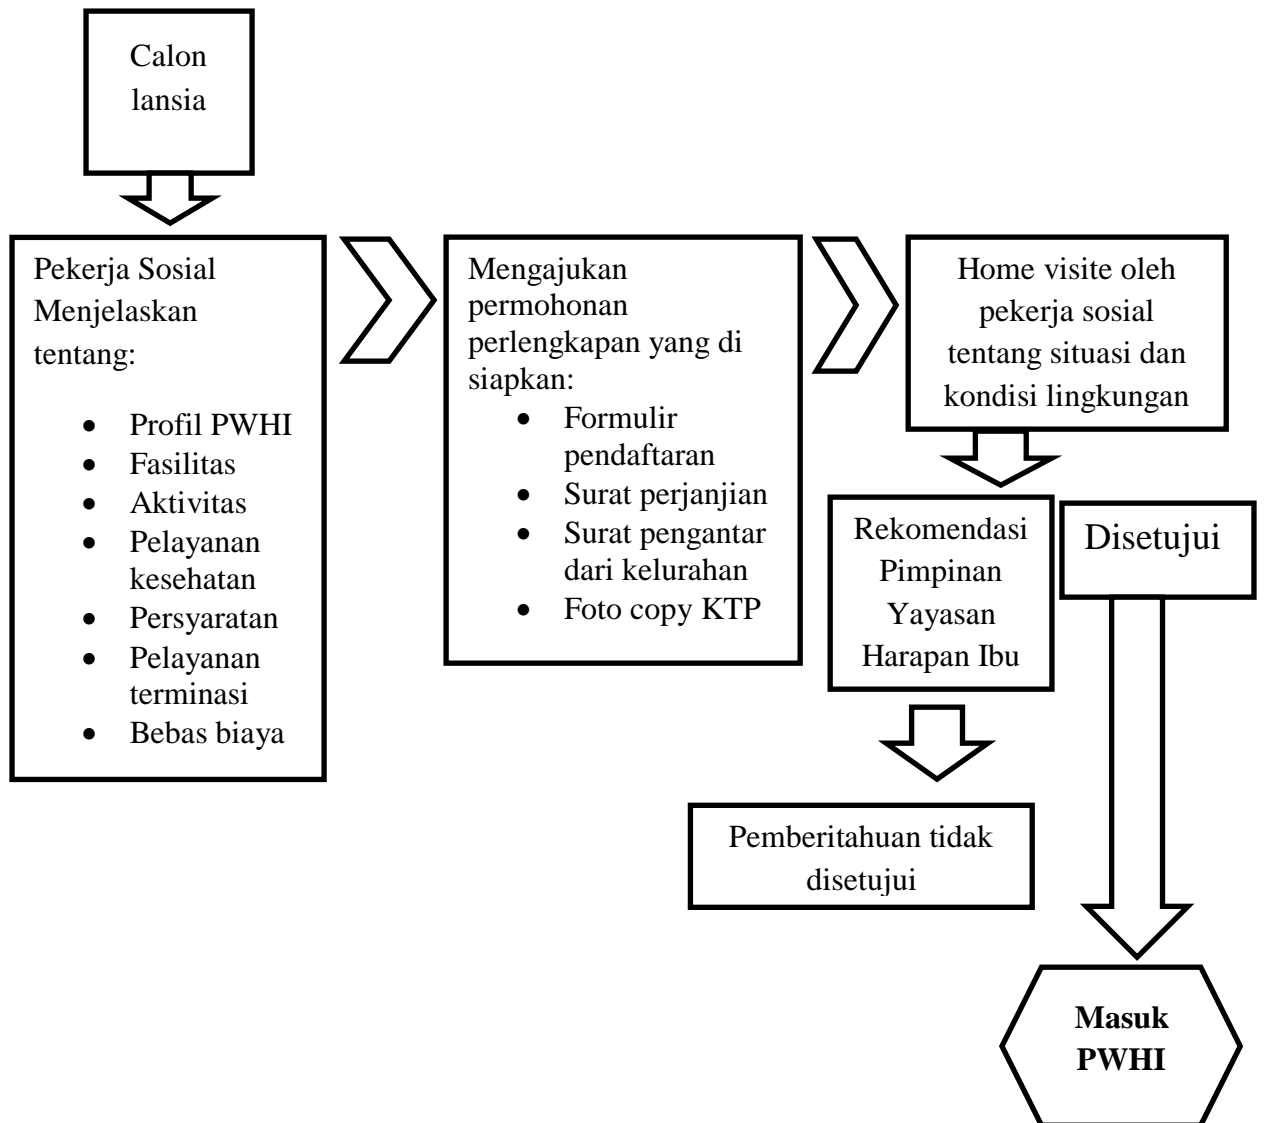 Calon
lansia
Pekerja Sosial
Menjelaskan
tentang:
• Profil PWHI
• Fasilitas
• Aktivitas
• Pelayanan
kesehatan
• Persyaratan
• Pelayanan
terminasi
• Bebas biaya
Mengajukan
permohonan
perlengkapan yang di
siapkan:
• Formulir
pendaftaran
• Surat perjanjian
• Surat pengantar
dari kelurahan
• Foto copy KTP
Home visite oleh
pekerja sosial
tentang situasi dan
kondisi lingkungan
Rekomendasi
Pimpinan
Yayasan
Harapan Ibu
Disetujui
Pemberitahuan tidak
disetujui
Masuk
PWHI